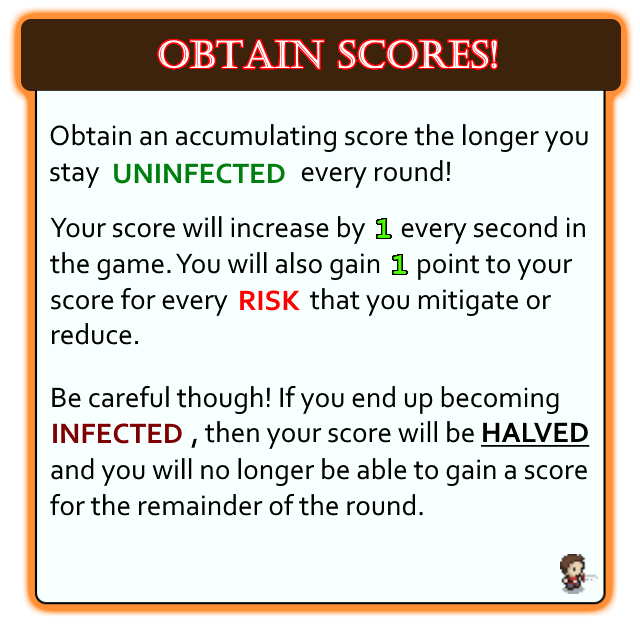 OBTAIN SCORES!
Obtain an accumulating score the longer you
stay UNINFECTED every round!
Your score will increase by 1 every second in
the game. You will also gain 1 point to your
score for every RISK that you mitigate or
reduce.
Be careful though! If you end up becoming
INFECTED , then your score will be HALVED
and you will no longer be able to gain a score
for the remainder of the round.